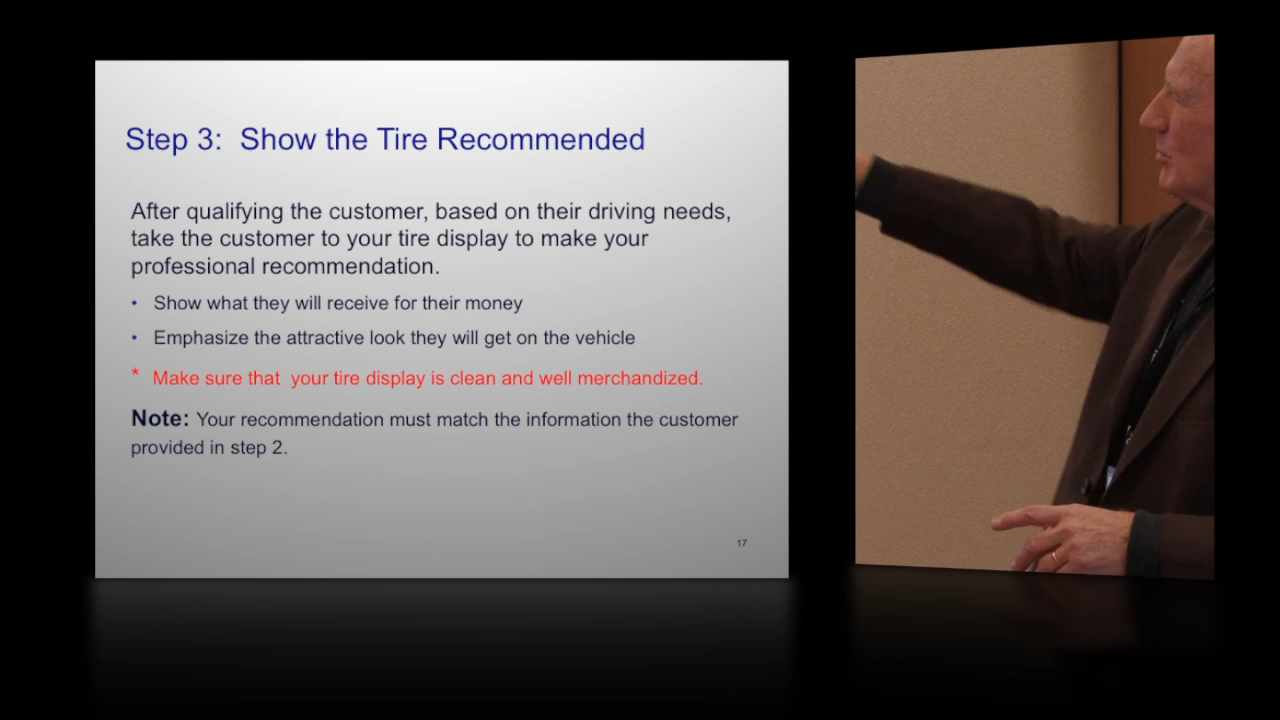 Step 3:  Show the Tire Recommended
After qualifying the customer, based on their driving needs,
take the customer to your tire display to make your
professional recommendation.
• Show what they will receive for their money
• Emphasize the attractive look they will get on the vehicle
* Make sure that  your tire display is clean and well merchandized.
Note: Your recommendation must match the information the customer
provided in step 2.
17